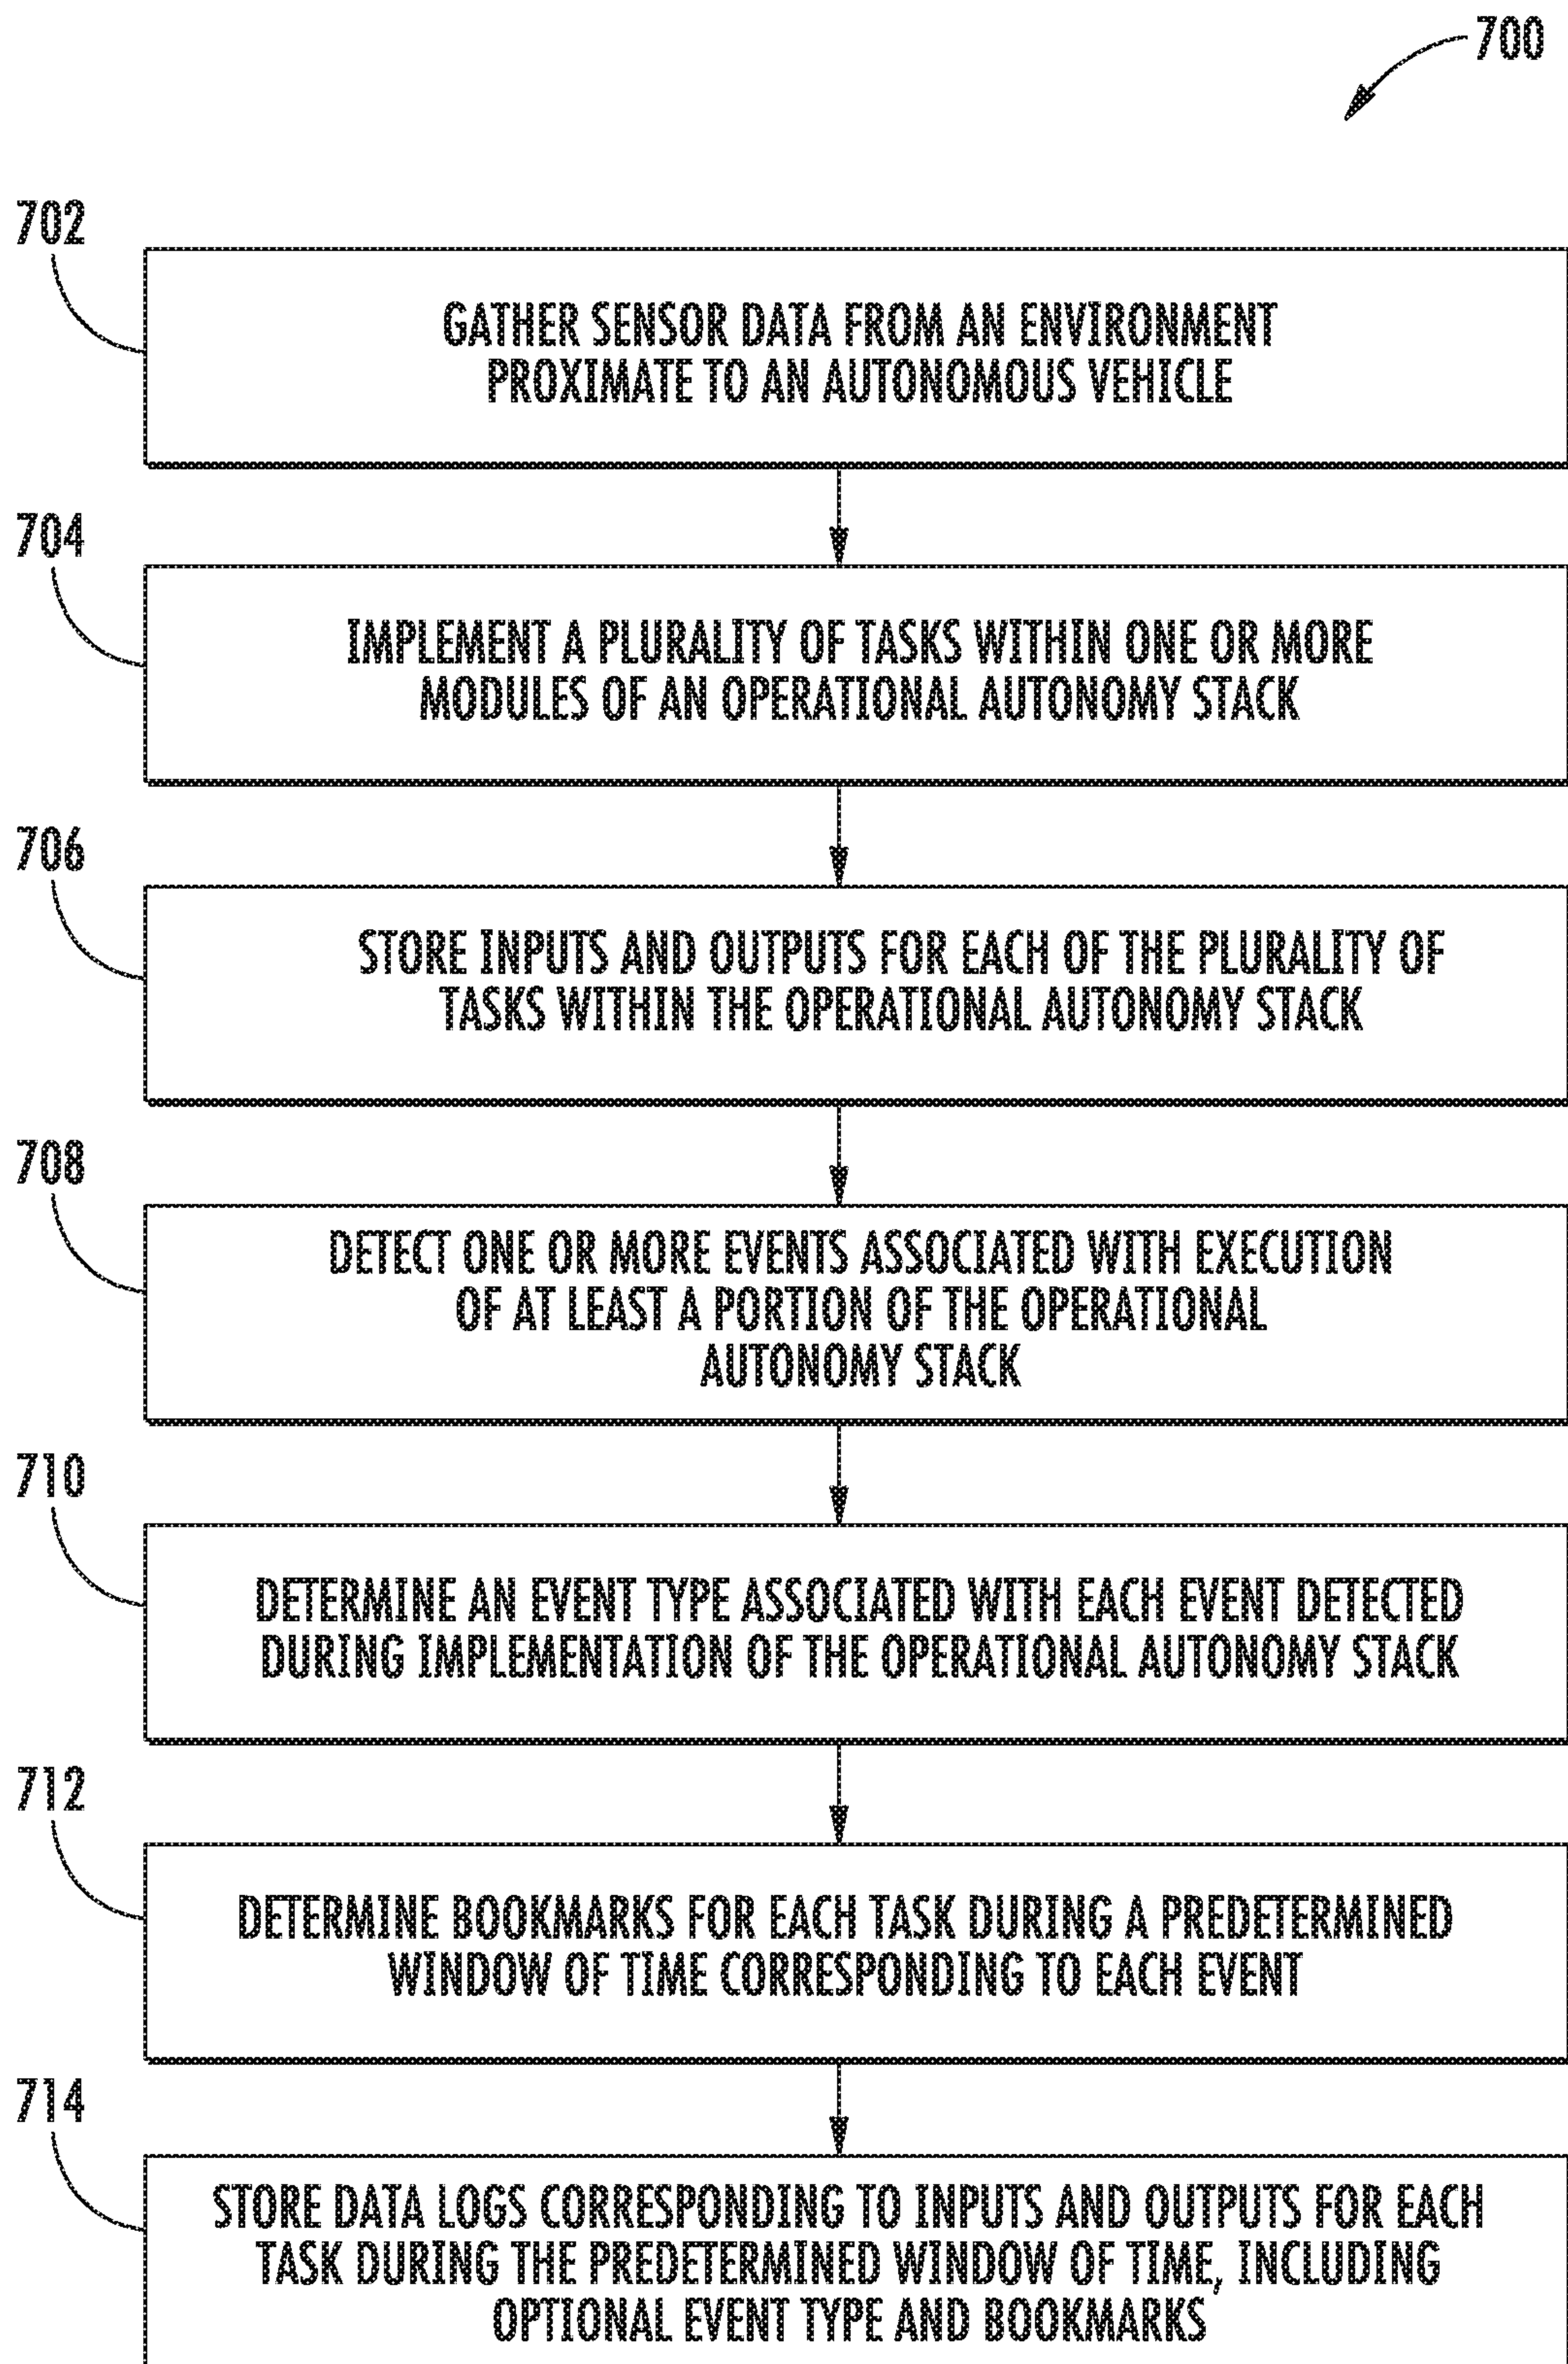 700
702
GATHER SENSOR DATA FROM AN ENVIRONMENT
PROXIMATE TO AN AUTONOMOUS VEHICLE
704
IMPLEMENT A PLURALITY OF TASKS WITHIN ONE OR MORE
MODULES OF AN OPERATIONAL AUTONOMY STACK
706
STORE INPUTS AND OUTPUTS FOR EACH OF THE PLURALITY OF
TASKS WITHIN THE OPERATIONAL AUTONOMY STACK
708
DETECT ONE OR MORE EVENTS ASSOCIATED WITH EXECUTION
OF AT LEAST A PORTION OF THE OPERATIONAL
AUTONOMY STACK
710
DETERMINE AN EVENT TYPE ASSOCIATED WITH EACH EVENT DETECTED
DURING IMPLEMENTATION OF THE OPERATIONAL AUTONOMY STACK
712
DETERMINE BOOKMARKS FOR EACH TASK DURING A PREDETERMINED
WINDOW OF TIME CORRESPONDING TO EACH EVENT
714
STORE DATA LOGS CORRESPONDING TO INPUTS AND OUTPUTS FOR EACH
TASK DURING THE PREDETERMINED WINDOW OF TIME, INCLUDING
OPTIONAL EVENT TYPE AND BOOKMARKS